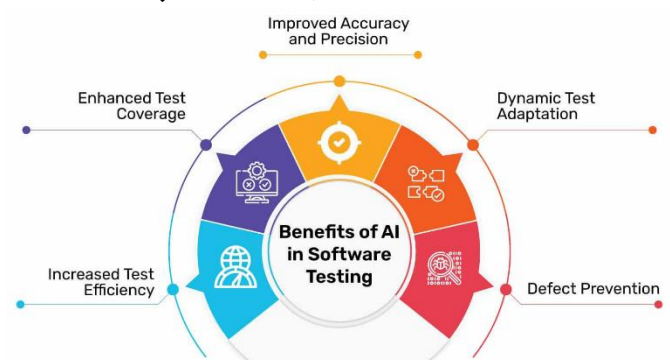 Improved Accuracy
and Precision
Enhanced Test
Coverage
Dynamic Test
Adaptation
Benefits of AI
in Software
Testing
Increased Test
Efficiency
Defect Prevention